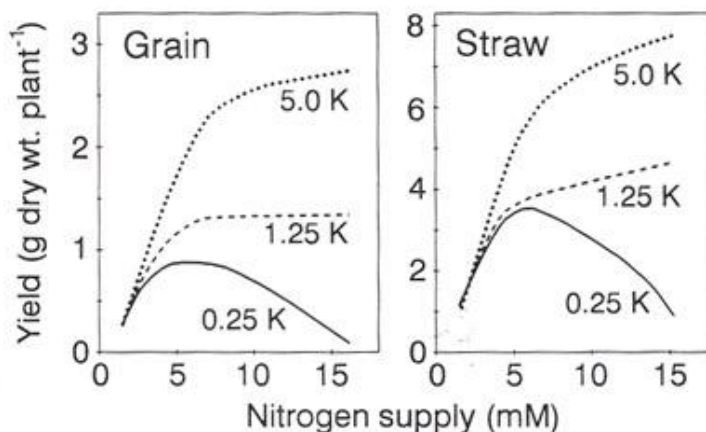 Grain
Straw
Yield (g dry wt. plant⁻¹)
3
2
1
0
5.0 K
1.25 K
0.25 K
0
5
10
15
8
6
4
2
0
5.0 K
1.25 K
0.25 K
0
5
10
15
Nitrogen supply (mM)